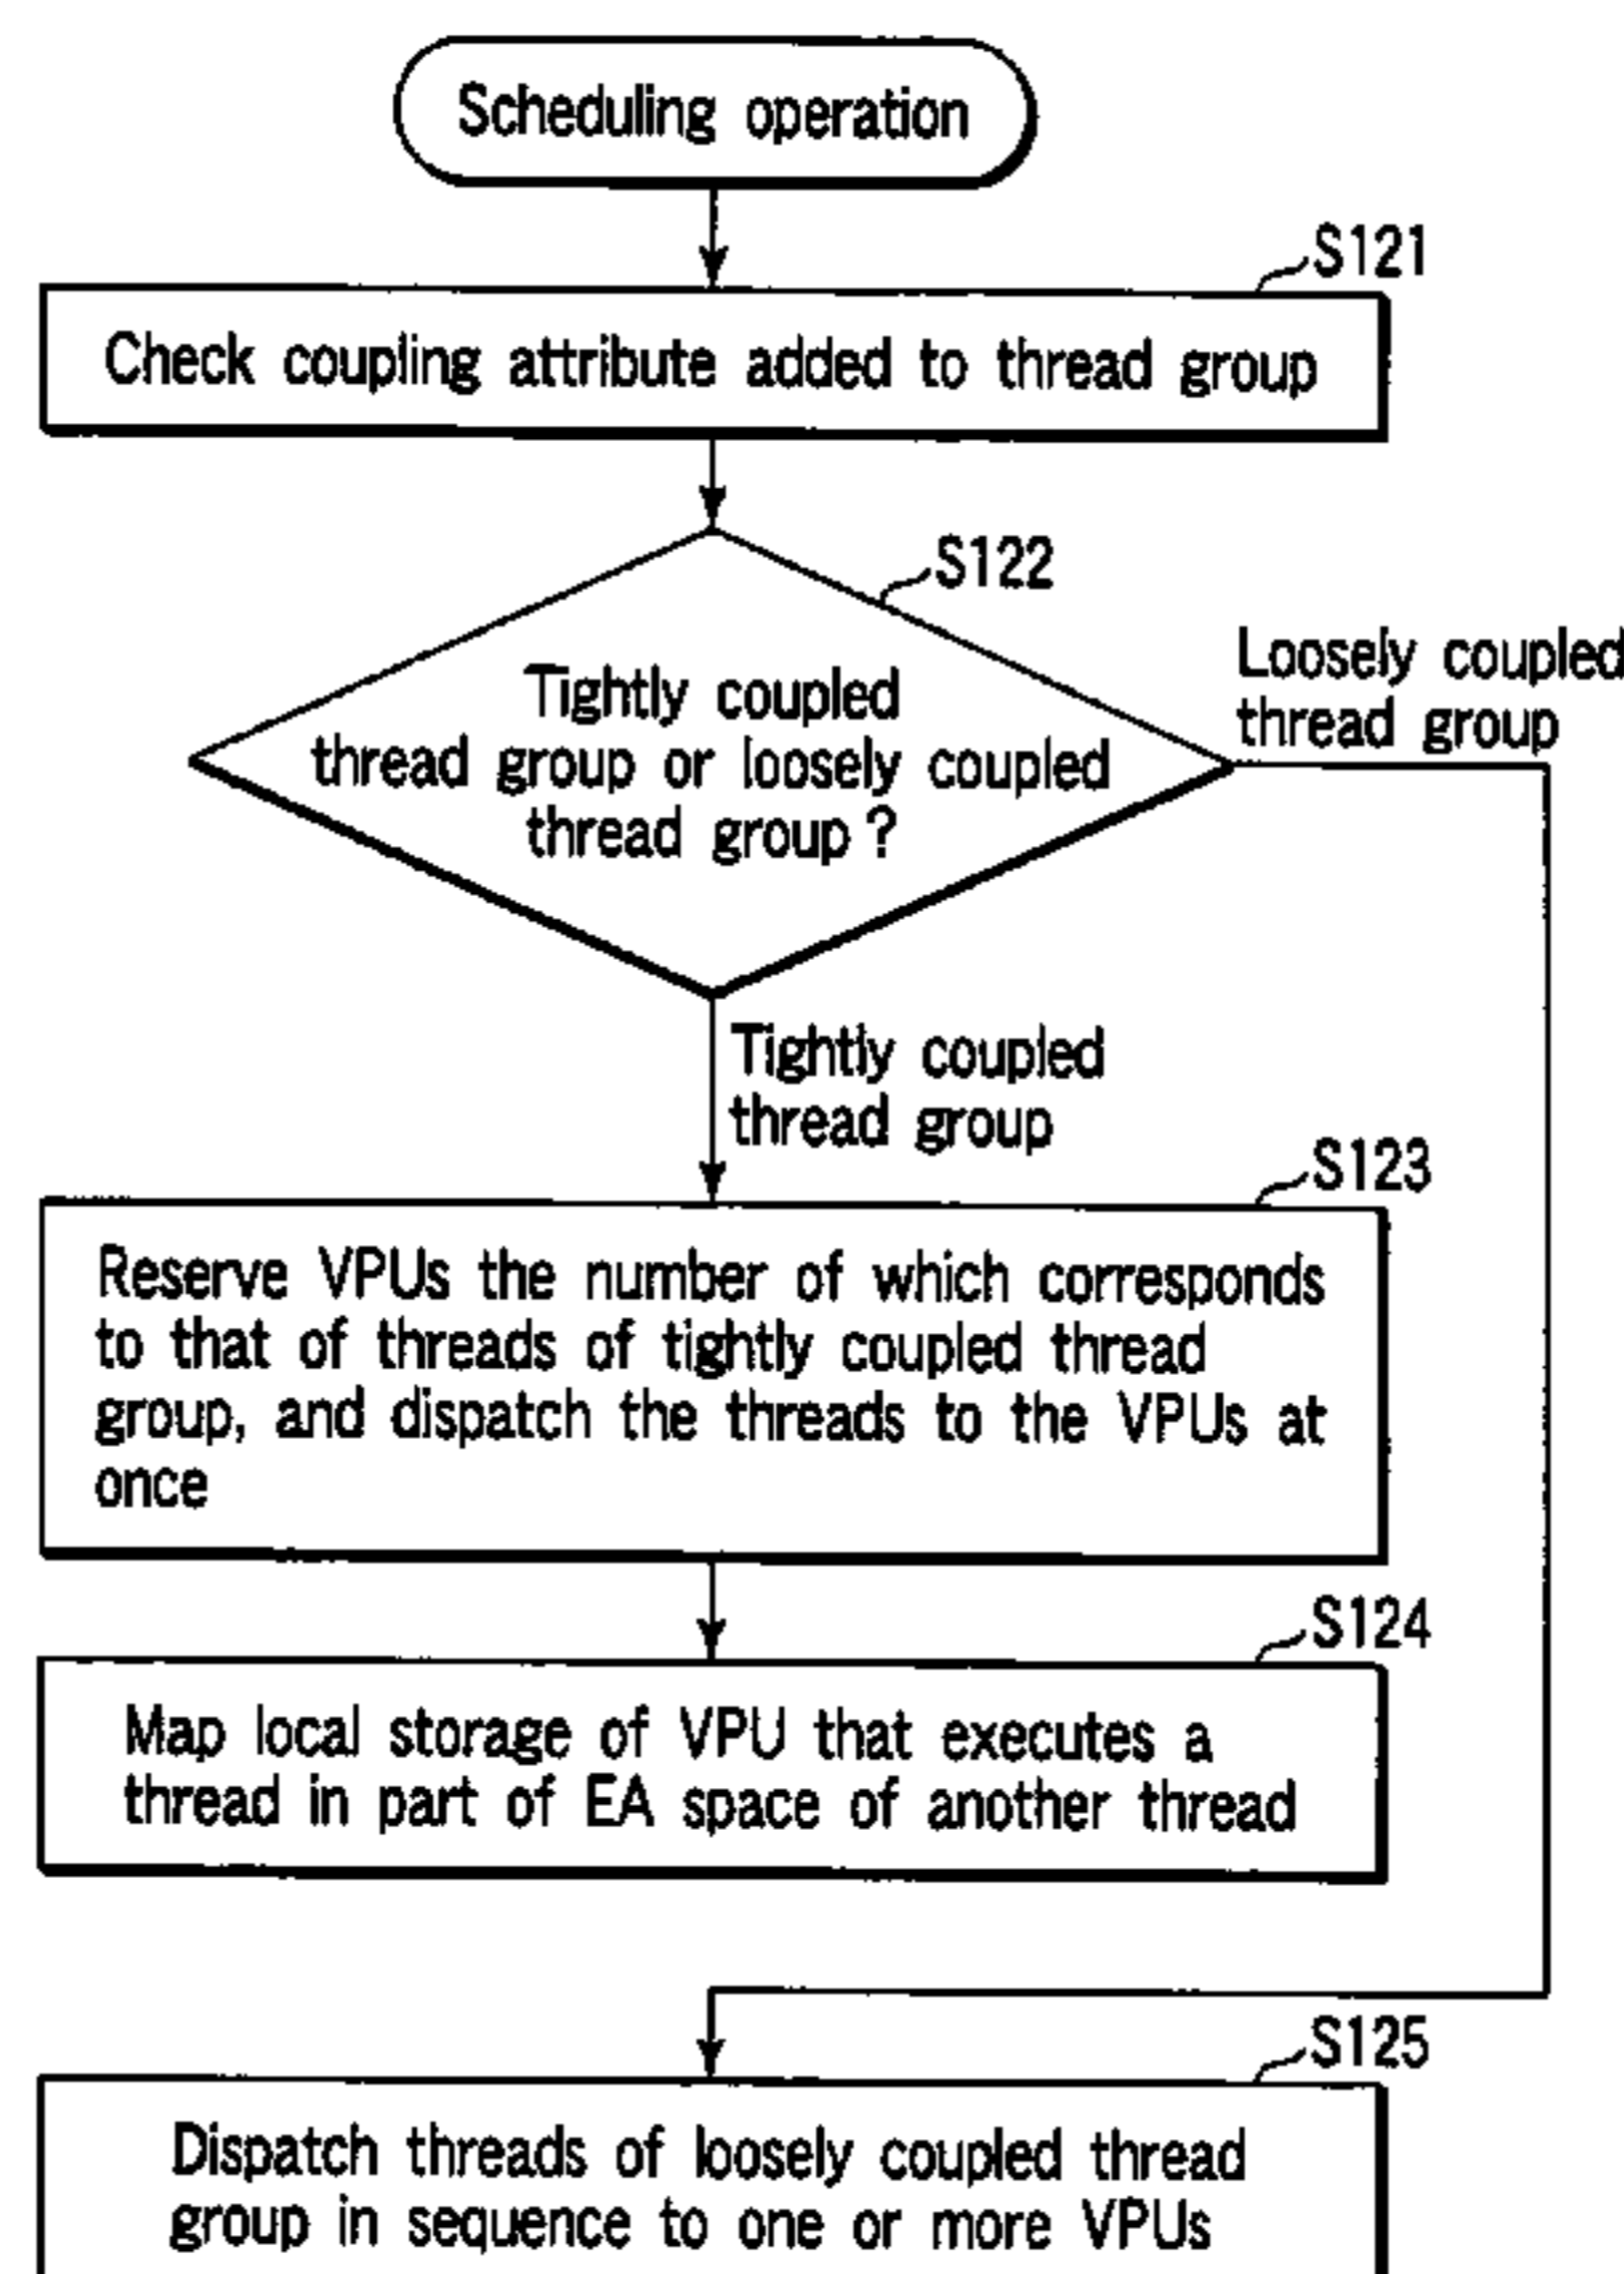 Scheduling operation
S121
Check coupling attribute added to thread group
S122
Tightly coupled
thread group or loosely coupled
thread group ?
Loosely coupled
thread group
Tightly coupled
thread group
S123
Reserve VPUs the number of which corresponds
to that of threads of tightly coupled thread
group, and dispatch the threads to the VPUs at
once
S124
Map local storage of VPU that executes a
thread in part of EA space of another thread
S125
Dispatch threads of loosely coupled thread
group in sequence to one or more VPUs